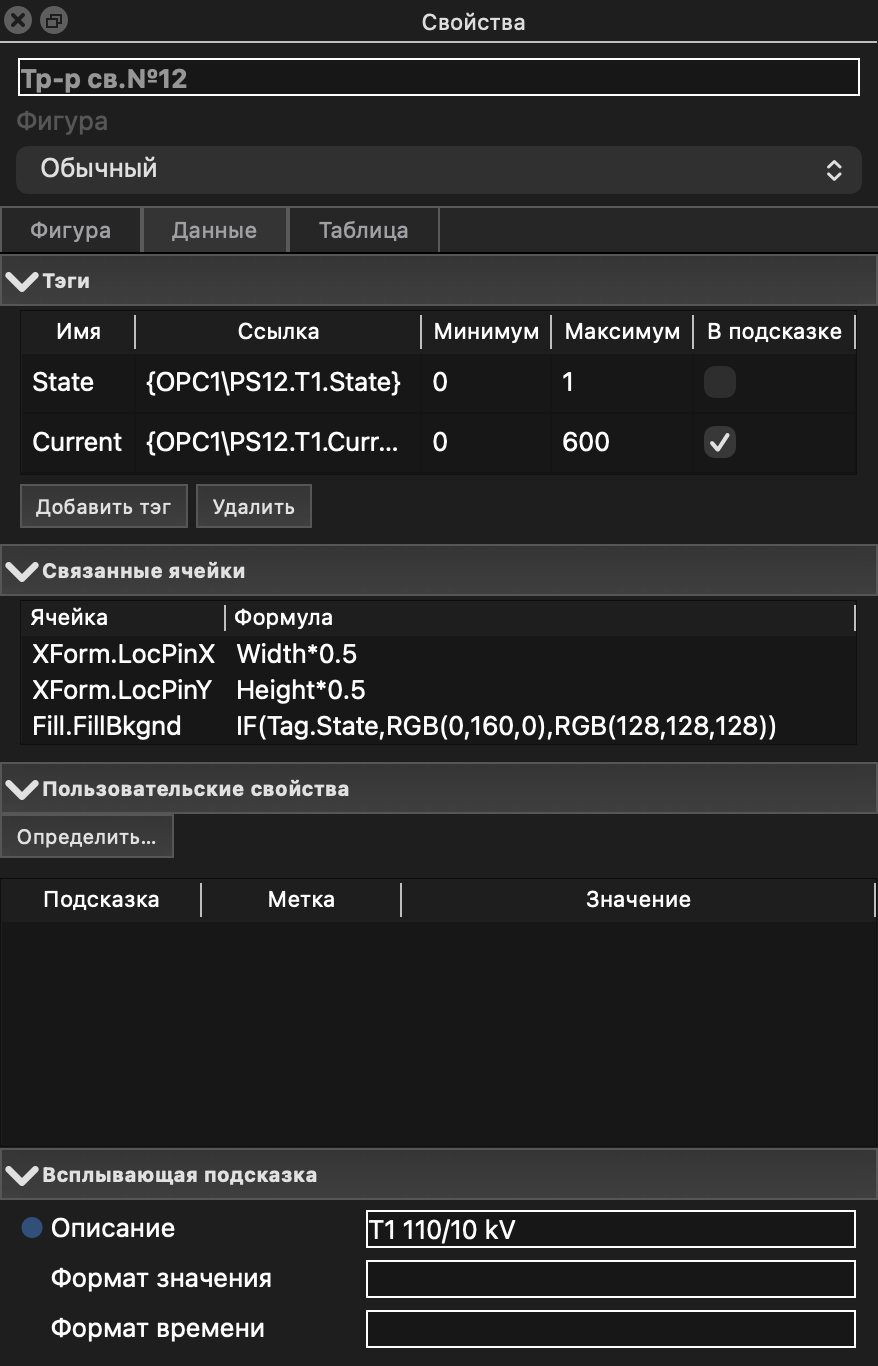 Свойства
Тр-р св.№12
Фигура
Обычный
Фигура Данные Таблица
Тэги
Имя Ссылка Минимум Максимум В подсказке
State {OPC1\PS12.T1.State} 0 1
Current {OPC1\PS12.T1.Curr... 0 600
Добавить тэг Удалить
Связанные ячейки
Ячейка Формула
XForm.LocPinX Width*0.5
XForm.LocPinY Height*0.5
Fill.FillBkgnd IF(Tag.State,RGB(0,160,0),RGB(128,128,128))
Пользовательские свойства
Определить...
Подсказка Метка Значение
Всплывающая подсказка
Описание T1 110/10 kV
Формат значения
Формат времени